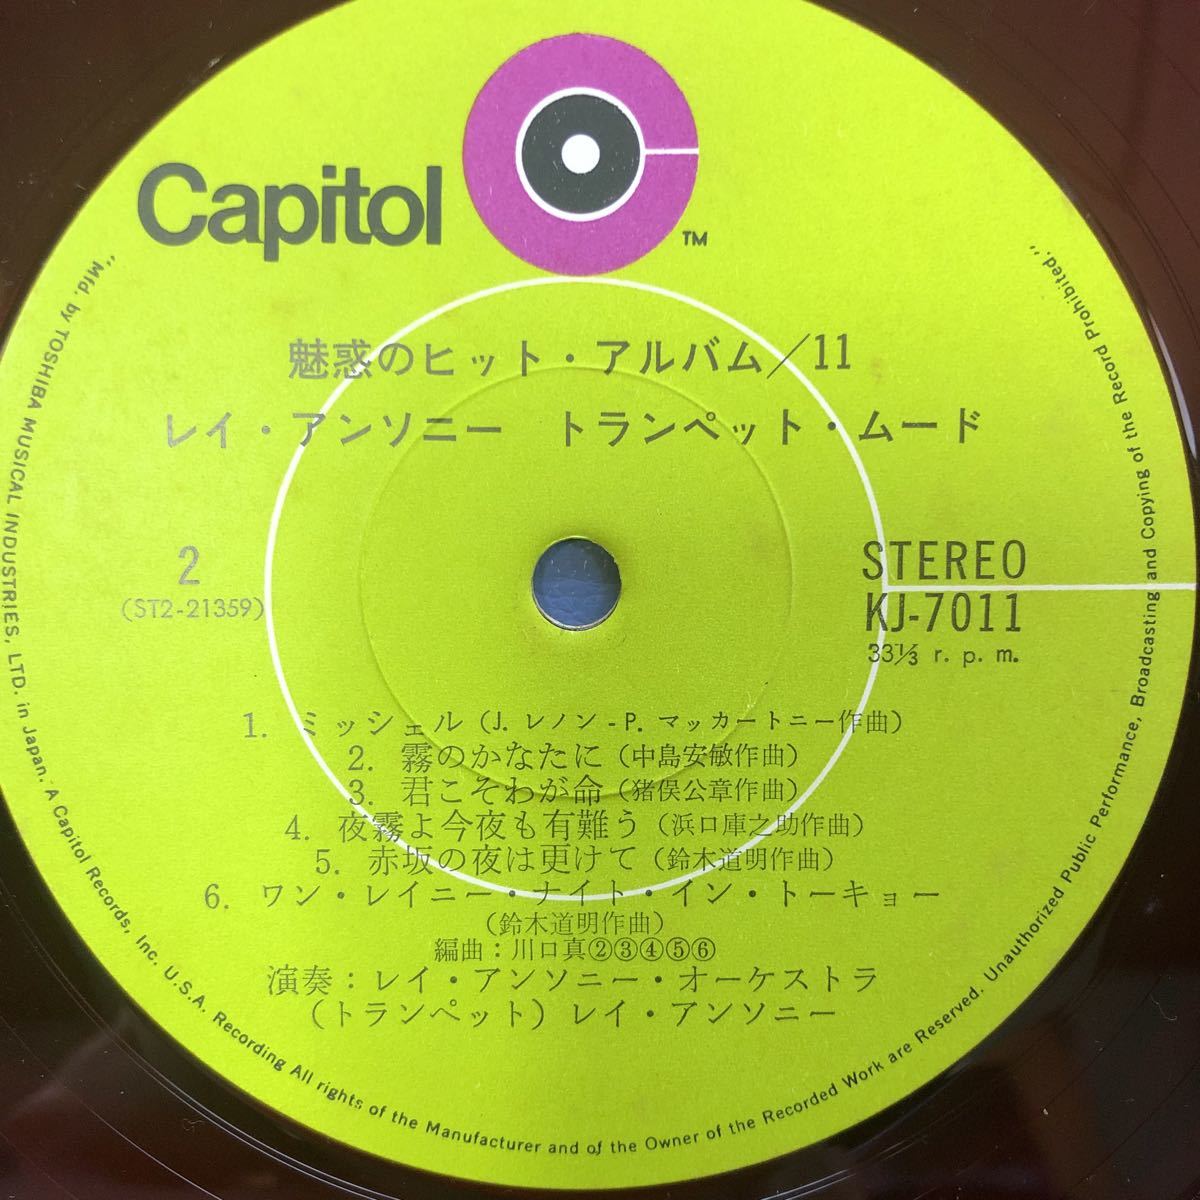 Capitol
TM
魅惑のヒット・アルバム/11
レイ・アンソニー　トランペット・ムード
2
(ST2-21359)
STEREO
KJ-7011
33⅓ r. p. m.
1. ミッシェル (J. レノン - P. マッカートニー作曲)
2. 霧のかなたに (中島安敏作曲)
3. 君こそわが命 (猪俣公章作曲)
4. 夜霧よ今夜も有難う (浜口庫之助作曲)
5. 赤坂の夜は更けて (鈴木道明作曲)
6. ワン・レイニー・ナイト・イン・トーキョー
(鈴木道明作曲)
編曲：川口真②③④⑤⑥
演奏：レイ・アンソニー・オーケストラ
(トランペット) レイ・アンソニー
"Mfd. by TOSHIBA MUSICAL INDUSTRIES, LTD. in Japan. A Capitol Records, Inc. U.S.A. Recording All rights of the Manufacturer and of the Owner of the Recorded Work are Reserved. Unauthorized Public Performance, Broadcasting and Copying of the Record Prohibited."